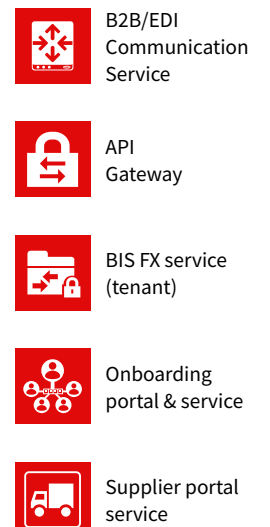 B2B/EDI
Communication
Service
API
Gateway
BIS FX service
(tenant)
Onboarding
portal & service
Supplier portal
service